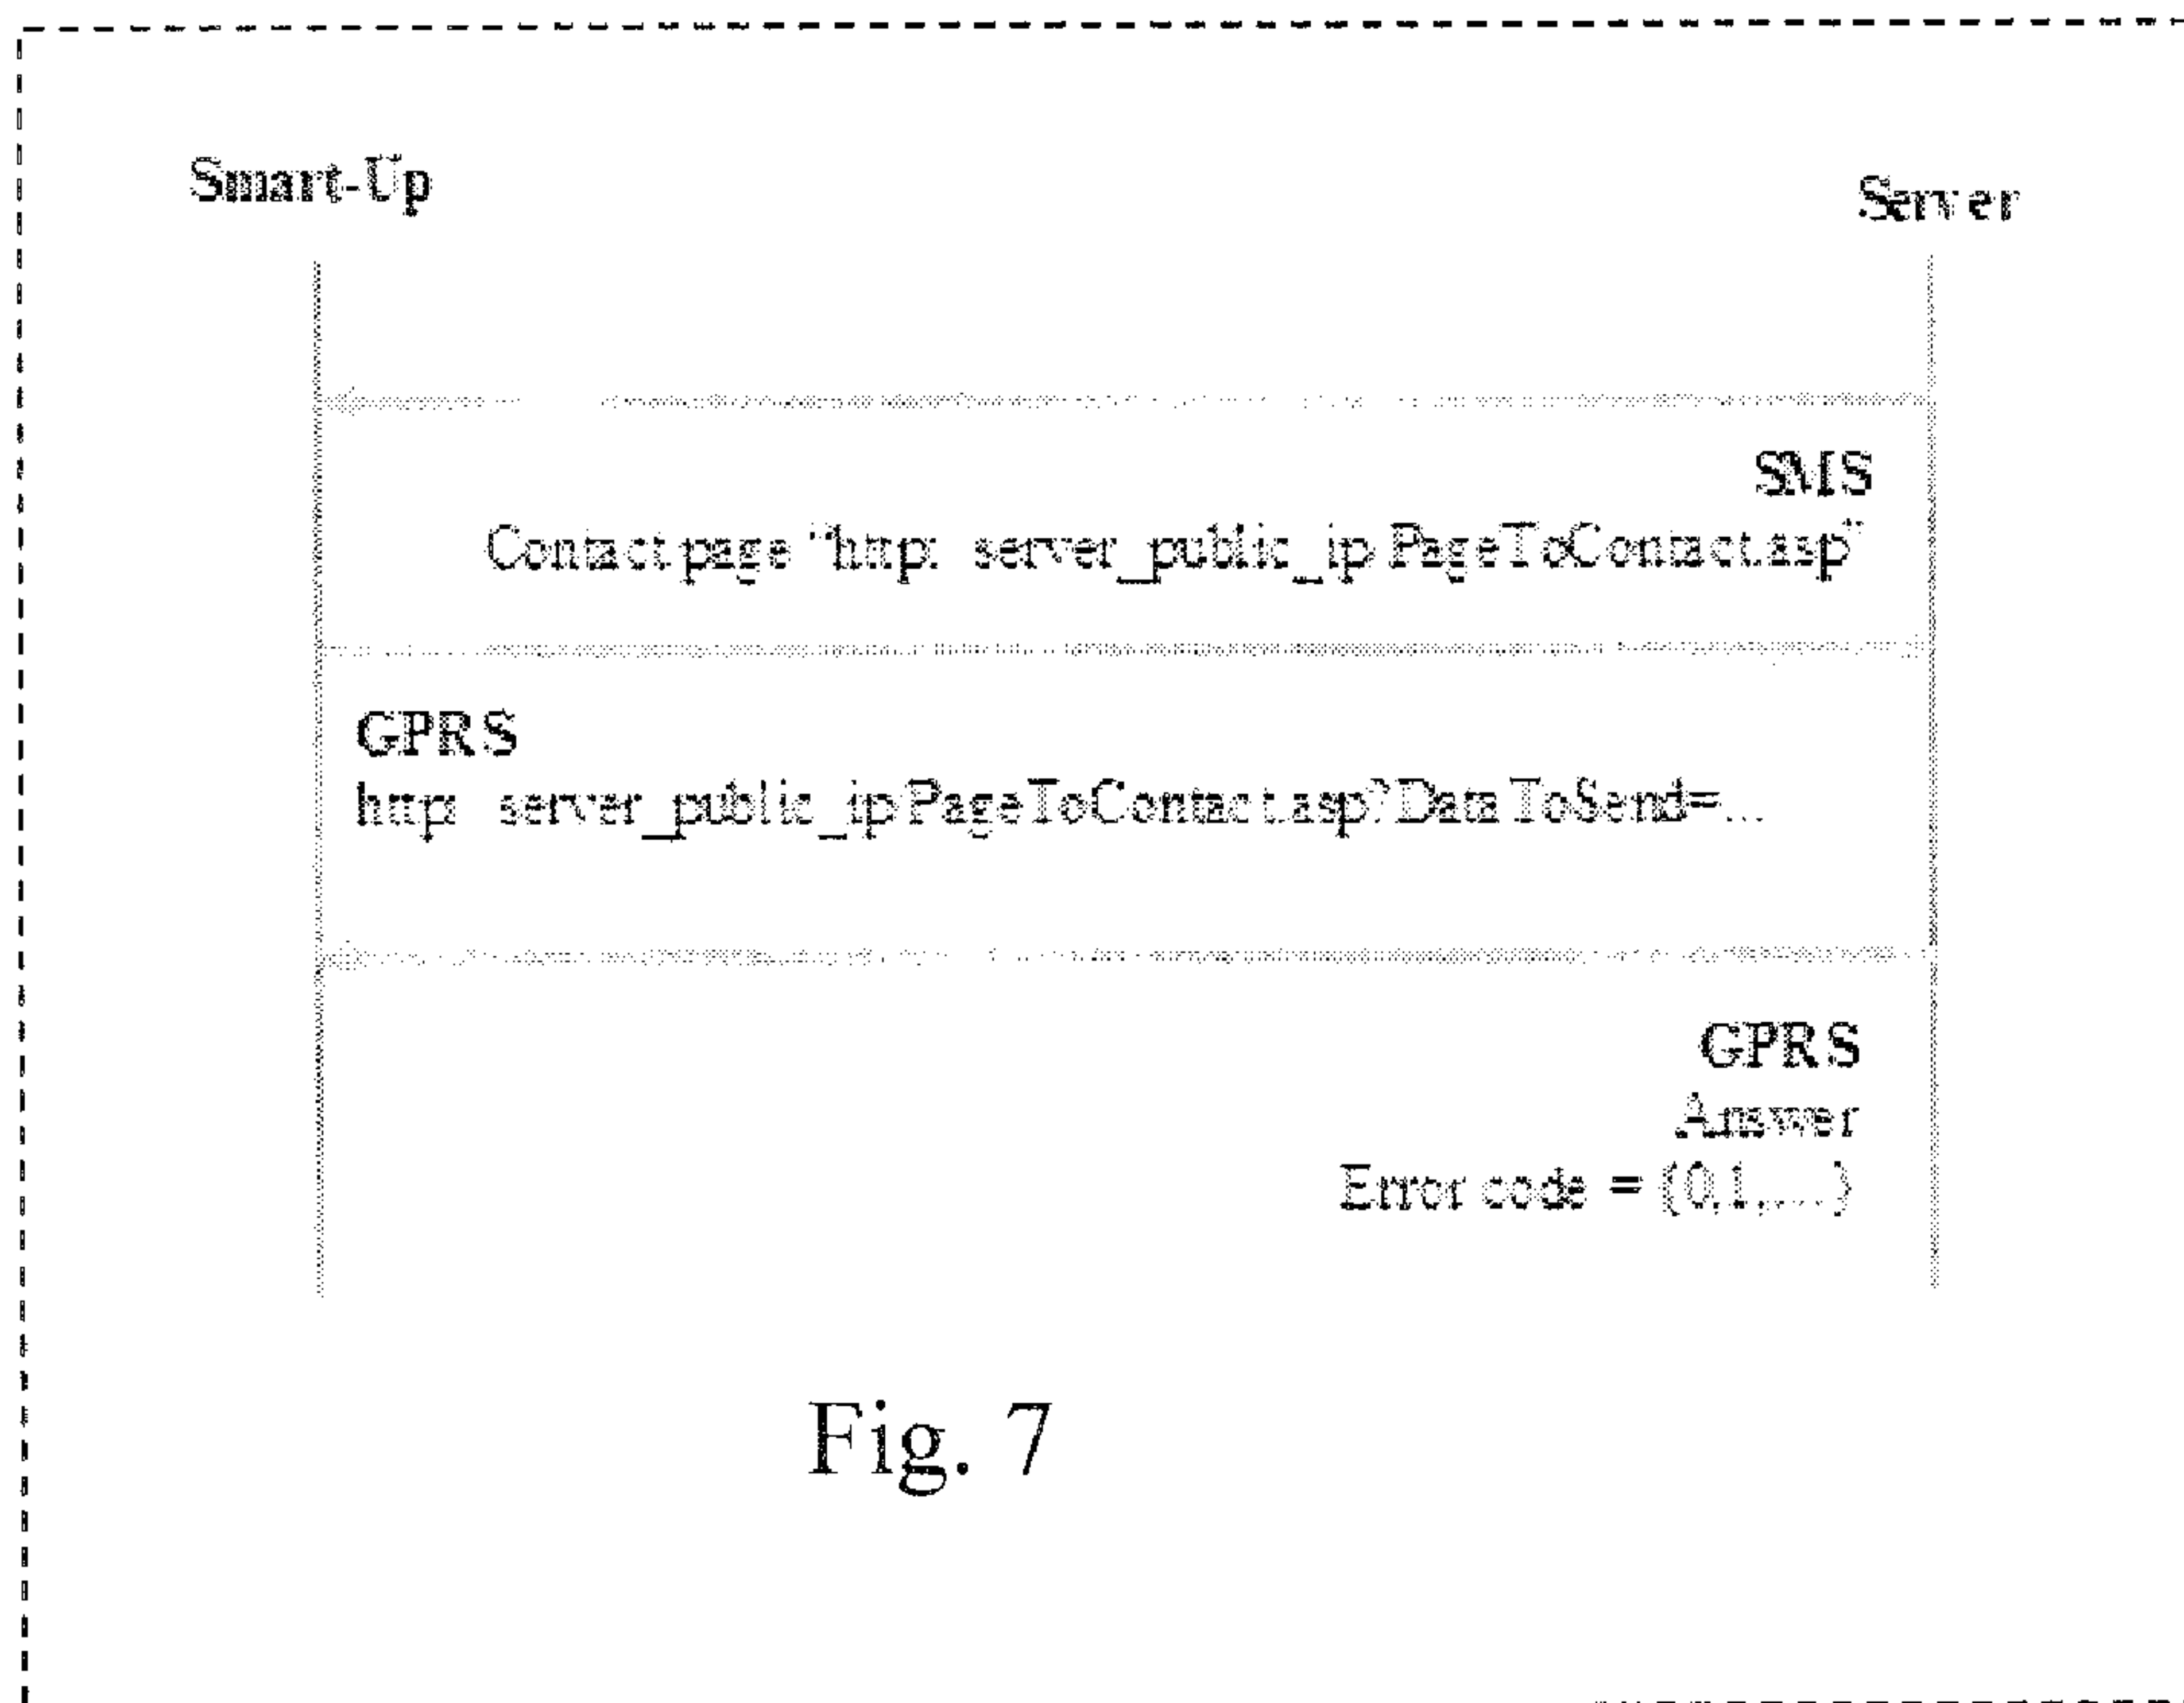 Smart-Up
Server
SMS
Contact page "http: server_public_ip PageToContact.asp"
GPRS
http: server_public_ip/PageToContact.asp?DataToSend=...
GPRS
Answer
Error code = {0,1,....}
Fig. 7